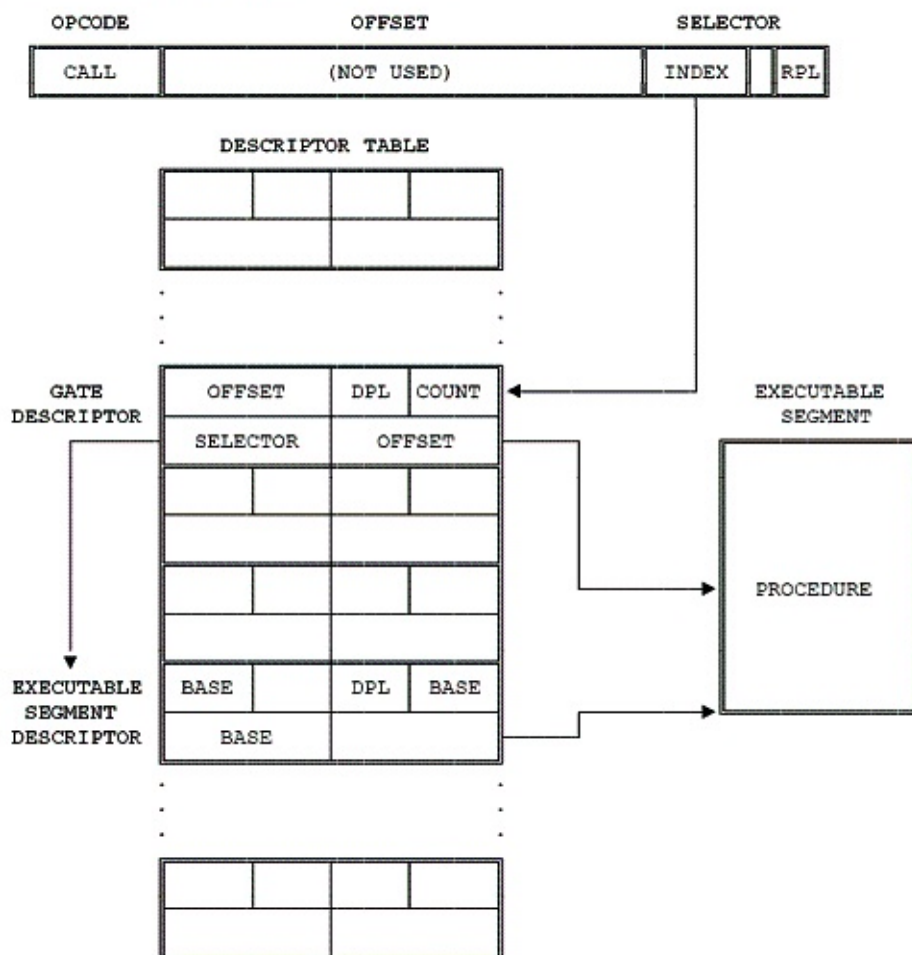 OPCODE OFFSET SELECTOR
CALL (NOT USED) INDEX RPL
DESCRIPTOR TABLE
GATE
DESCRIPTOR
OFFSET DPL COUNT
SELECTOR OFFSET
EXECUTABLE
SEGMENT
PROCEDURE
EXECUTABLE
SEGMENT
DESCRIPTOR
BASE DPL BASE
BASE